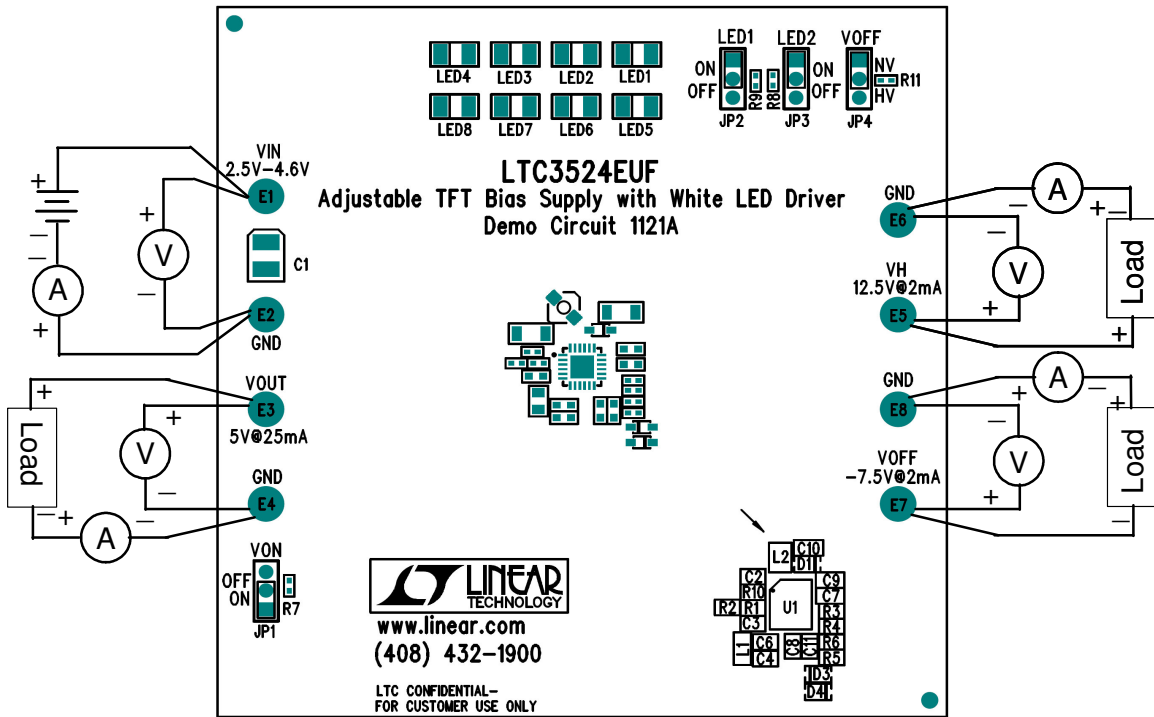 LED1 LED2 VOFF
LED4 LED3 LED2 LED1
ON OFF R9 R8 ON OFF NV HV R11
JP2 JP3 JP4
LED8 LED7 LED6 LED5
VIN
2.5V-4.6V
LTC3524EUF
Adjustable TFT Bias Supply with White LED Driver
Demo Circuit 1121A
+ E1
+ V −
− A +
C1
E2
GND
GND
E6
− A +
− V +
+ − Load +
VH
12.5V@2mA
E5
VOUT
E3
5V@25mA
+ Load −
+ V −
+ A −
GND
E4
GND
E8
+ A −
+ V +
+ Load −
VOFF
-7.5V@2mA
E7
VON
OFF
ON
R7
JP1
LINEAR
TECHNOLOGY
www.linear.com
(408) 432-1900
LTC CONFIDENTIAL-
FOR CUSTOMER USE ONLY
L2 C10
D1
C2 C9
R10 U1 C7
R2 R1 R3
C3 R4
L1 C6 C8 C11 R6
C4 R5
D3
D4